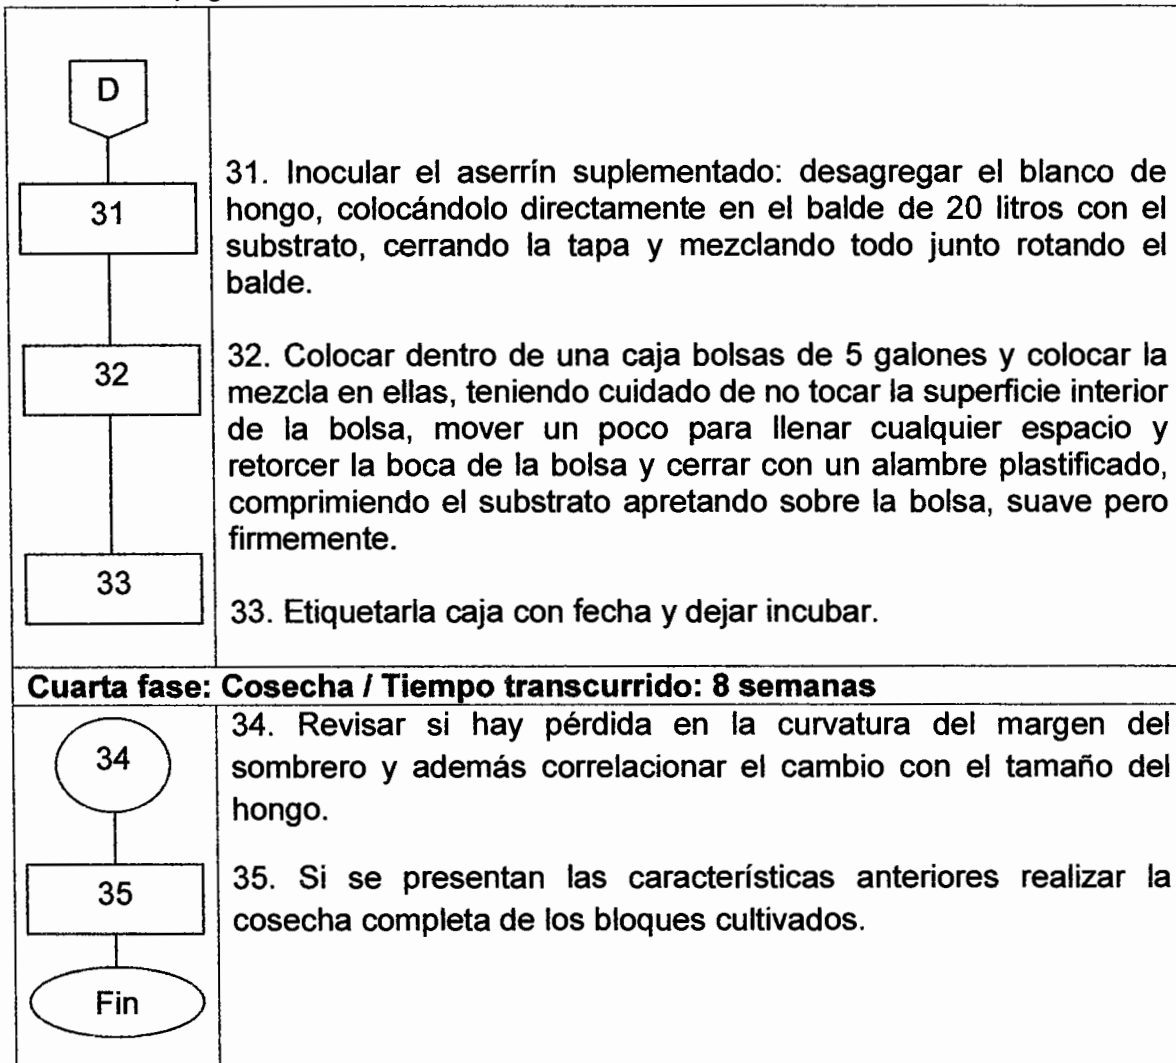 D
31
31. Inocular el aserrín suplementado: desagregar el blanco de
hongo, colocándolo directamente en el balde de 20 litros con el
substrato, cerrando la tapa y mezclando todo junto rotando el
balde.
32
32. Colocar dentro de una caja bolsas de 5 galones y colocar la
mezcla en ellas, teniendo cuidado de no tocar la superficie interior
de la bolsa, mover un poco para llenar cualquier espacio y
retorcer la boca de la bolsa y cerrar con un alambre plastificado,
comprimiendo el substrato apretando sobre la bolsa, suave pero
firmemente.
33
33. Etiquetarla caja con fecha y dejar incubar.
Cuarta fase: Cosecha / Tiempo transcurrido: 8 semanas
34
34. Revisar si hay pérdida en la curvatura del margen del
sombrero y además correlacionar el cambio con el tamaño del
hongo.
35
35. Si se presentan las características anteriores realizar la
cosecha completa de los bloques cultivados.
Fin